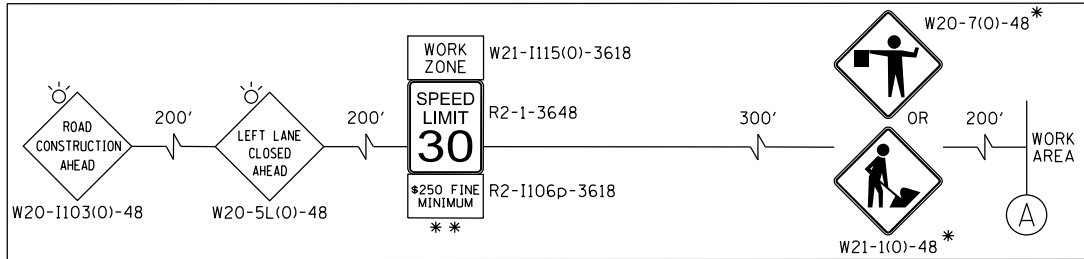 ROAD
CONSTRUCTION
AHEAD
W20-I103(O)-48
200'
LEFT LANE
CLOSED
AHEAD
W20-5L(O)-48
200'
WORK
ZONE
W21-I115(O)-3618
SPEED
LIMIT
30
R2-1-3648
$250 FINE
MINIMUM
R2-I106p-3618
**
300'
W20-7(O)-48*
OR
W21-1(O)-48*
200'
WORK
AREA
A